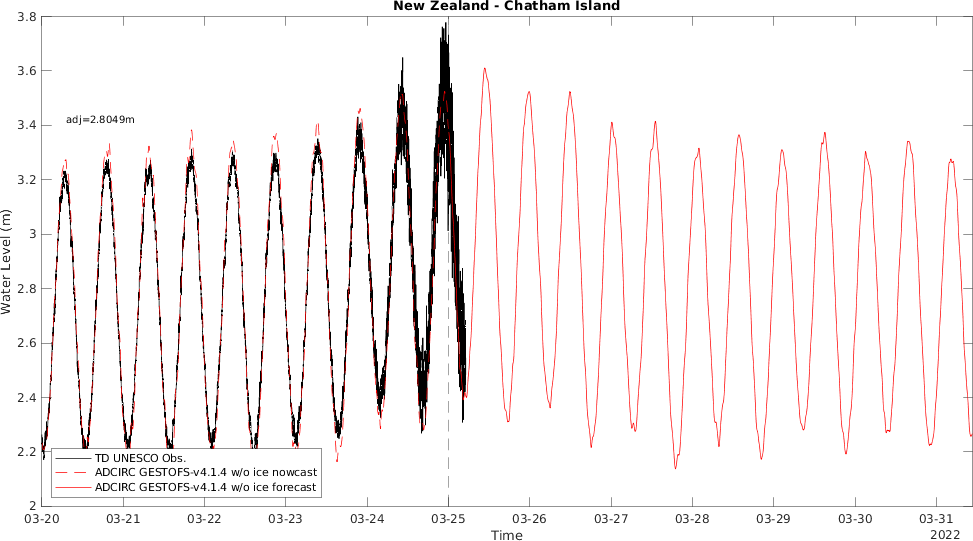 New Zealand - Chatham Island
3.8
3.6
3.4
3.2
3
2.8
2.6
2.4
2.2
2
Water Level (m)
adj=2.8049m
TD UNESCO Obs.
ADCIRC GESTOFS-v4.1.4 w/o ice nowcast
ADCIRC GESTOFS-v4.1.4 w/o ice forecast
03-20 03-21 03-22 03-23 03-24 03-25 03-26 03-27 03-28 03-29 03-30 03-31
Time
2022